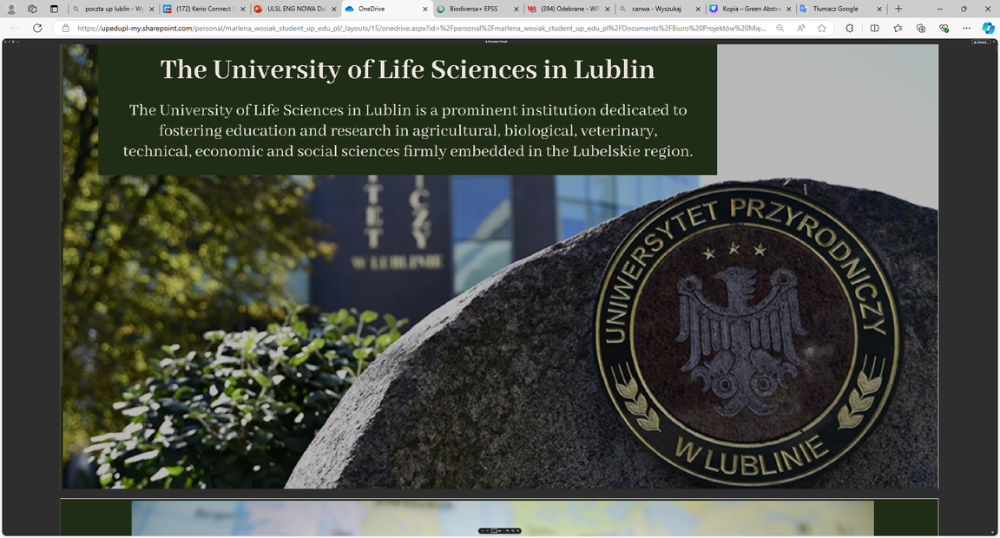 poczta up lublin - Wy
(172) Kerio Connect C
ULSL ENG NOWA Dz
OneDrive
Biodiversa+ EPSS
(394) Odebrane - WP
canwa - Wyszukaj
Kopia – Green Abstra
Tłumacz Google
https://upedupl-my.sharepoint.com/personal/marlena_wosiak_student_up_edu_pl/_layouts/15/onedrive.aspx?id=%2Fpersonal%2Fmarlena_wosiak_student_up_edu_pl%2FDocuments%2FBiuro%20Projektów%20Mię...
The University of Life Sciences in Lublin
The University of Life Sciences in Lublin is a prominent institution dedicated to
fostering education and research in agricultural, biological, veterinary,
technical, economic and social sciences firmly embedded in the Lubelskie region.
TET
CZY
W LUBLINIE
UNIWERSYTET PRZYRODNICZY
W LUBLINIE